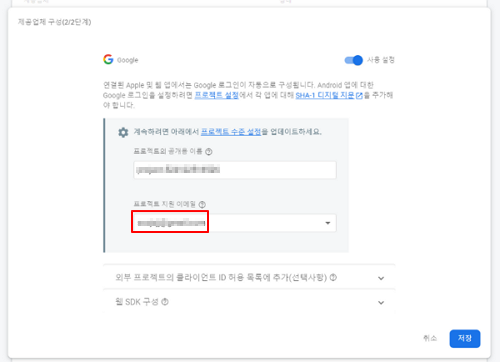 제공업체 구성(2/2단계)
Google
사용 설정
연결된 Apple 및 웹 앱에서는 Google 로그인이 자동으로 구성됩니다. Android 앱에 대한
Google 로그인을 설정하려면 프로젝트 설정에서 각 앱에 대해 SHA-1 디지털 지문을 추가해
야 합니다.
계속하려면 아래에서 프로젝트 수준 설정을 업데이트하세요.
프로젝트의 공개용 이름
프로젝트 지원 이메일
외부 프로젝트의 클라이언트 ID 허용 목록에 추가(선택사항)
웹 SDK 구성
취소
저장